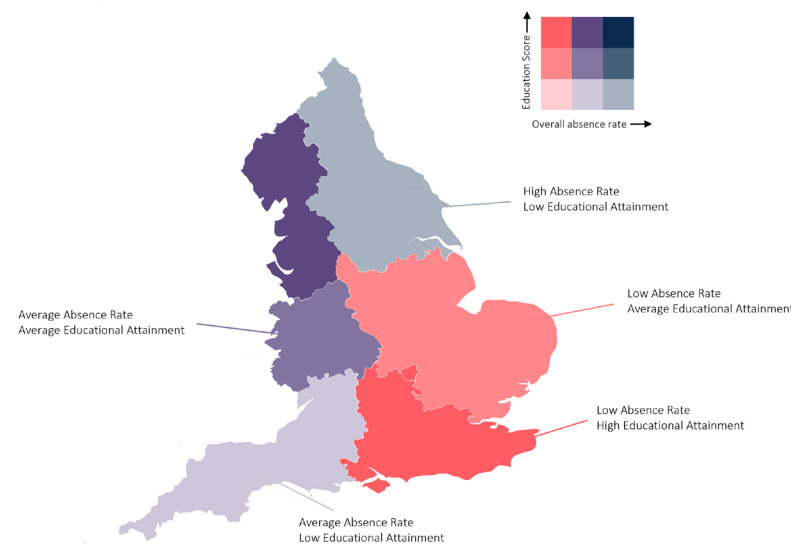 Education Score
Overall absence rate
High Absence Rate
Low Educational Attainment
Low Absence Rate
Average Educational Attainment
Average Absence Rate
Average Educational Attainment
Low Absence Rate
High Educational Attainment
Average Absence Rate
Low Educational Attainment